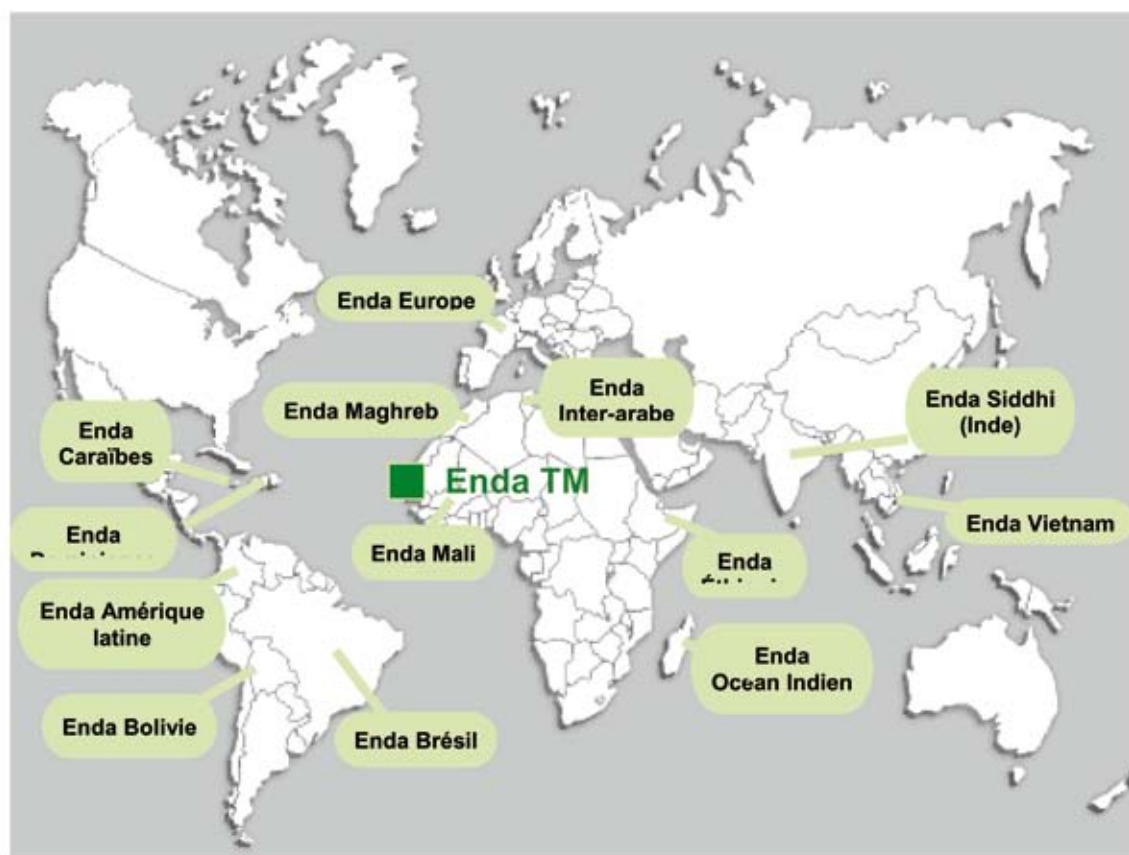 Enda Europe
Enda Maghreb
Enda
Inter-arabe
Enda Siddhi
(Inde)
Enda
Caraïbes
Enda TM
Enda Vietnam
Enda
Enda Mali
Enda
Enda Amérique
latine
Enda
Ocean Indien
Enda Bolivie
Enda Brésil